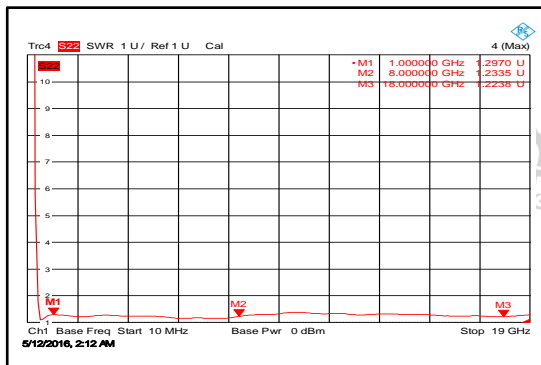 Trc4 S22 SWR 1 U / Ref 1 U Cal 4 (Max)
S22
•M1 1.000000 GHz 1.2970 U
M2 8.000000 GHz 1.2335 U
M3 18.000000 GHz 1.2238 U
10
9
8
7
6
5
4
3
2
1
M1
M2
M3
Ch1 Base Freq Start 10 MHz Base Pwr 0 dBm Stop 19 GHz
5/12/2016, 2:12 AM